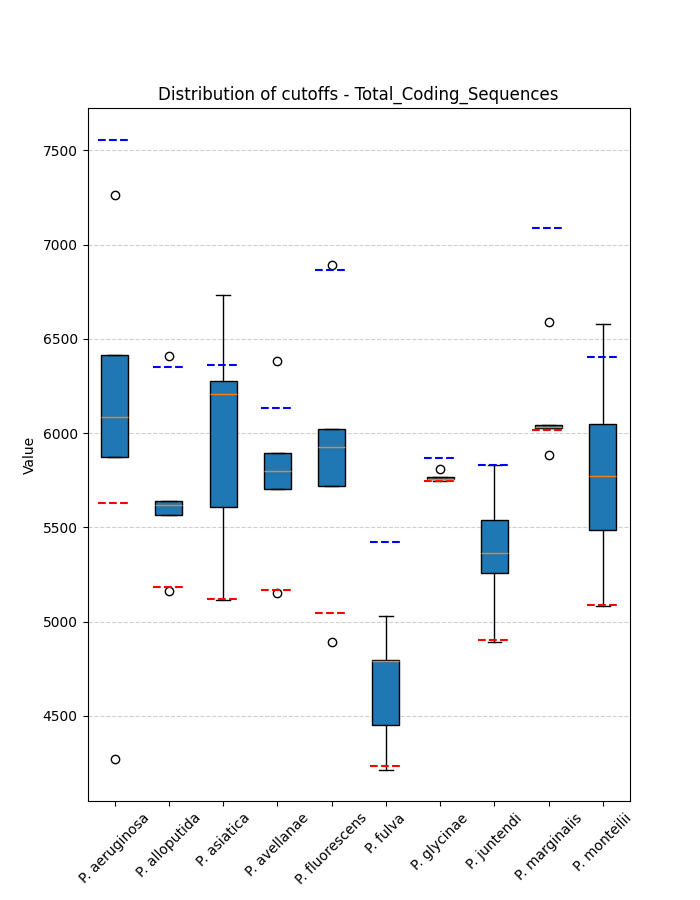 Distribution of cutoffs - Total_Coding_Sequences
Value
7500
7000
6500
6000
5500
5000
4500
P. aeruginosa
P. alloputida
P. asiatica
P. avellanae
P. fluorescens
P. fulva
P. glycinae
P. juntendi
P. marginalis
P. monteilii